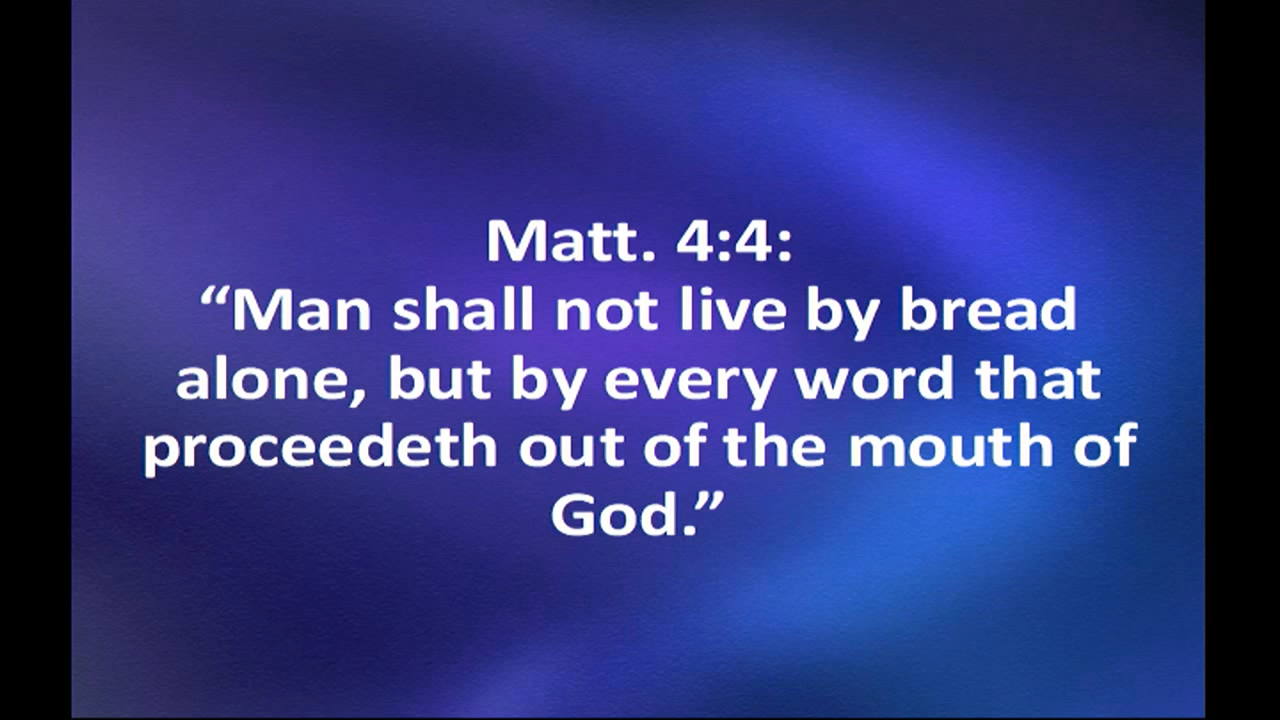 Matt. 4:4:
“Man shall not live by bread
alone, but by every word that
proceedeth out of the mouth of
God.”